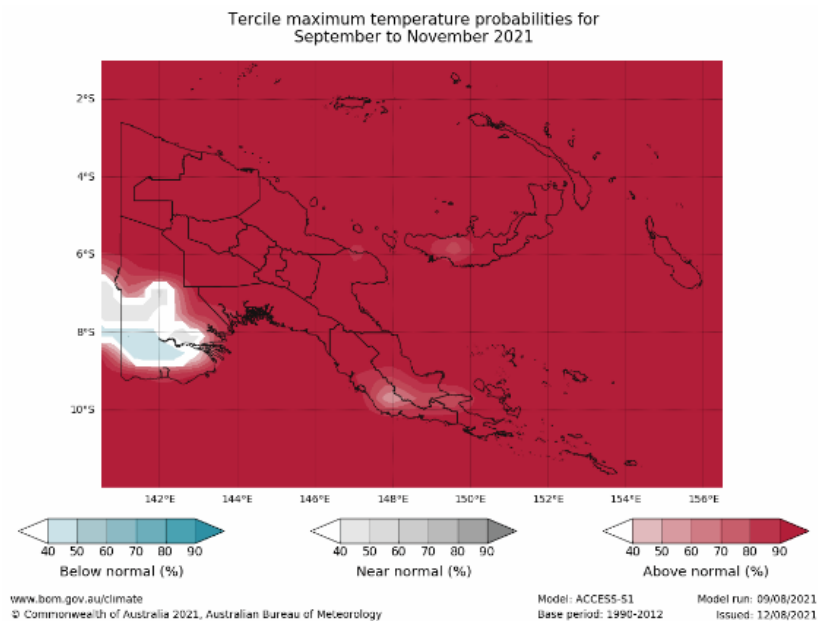 Tercile maximum temperature probabilities for
September to November 2021
2°S
4°S
6°S
8°S
10°S
142°E 144°E 146°E 148°E 150°E 152°E 154°E 156°E
40 50 60 70 80 90 40 50 60 70 80 90 40 50 60 70 80 90
Below normal (%) Near normal (%) Above normal (%)
www.bom.gov.au/climate Model: ACCESS-S1 Model run: 09/08/2021
© Commonwealth of Australia 2021, Australian Bureau of Meteorology Base period: 1990-2012 Issued: 12/08/2021